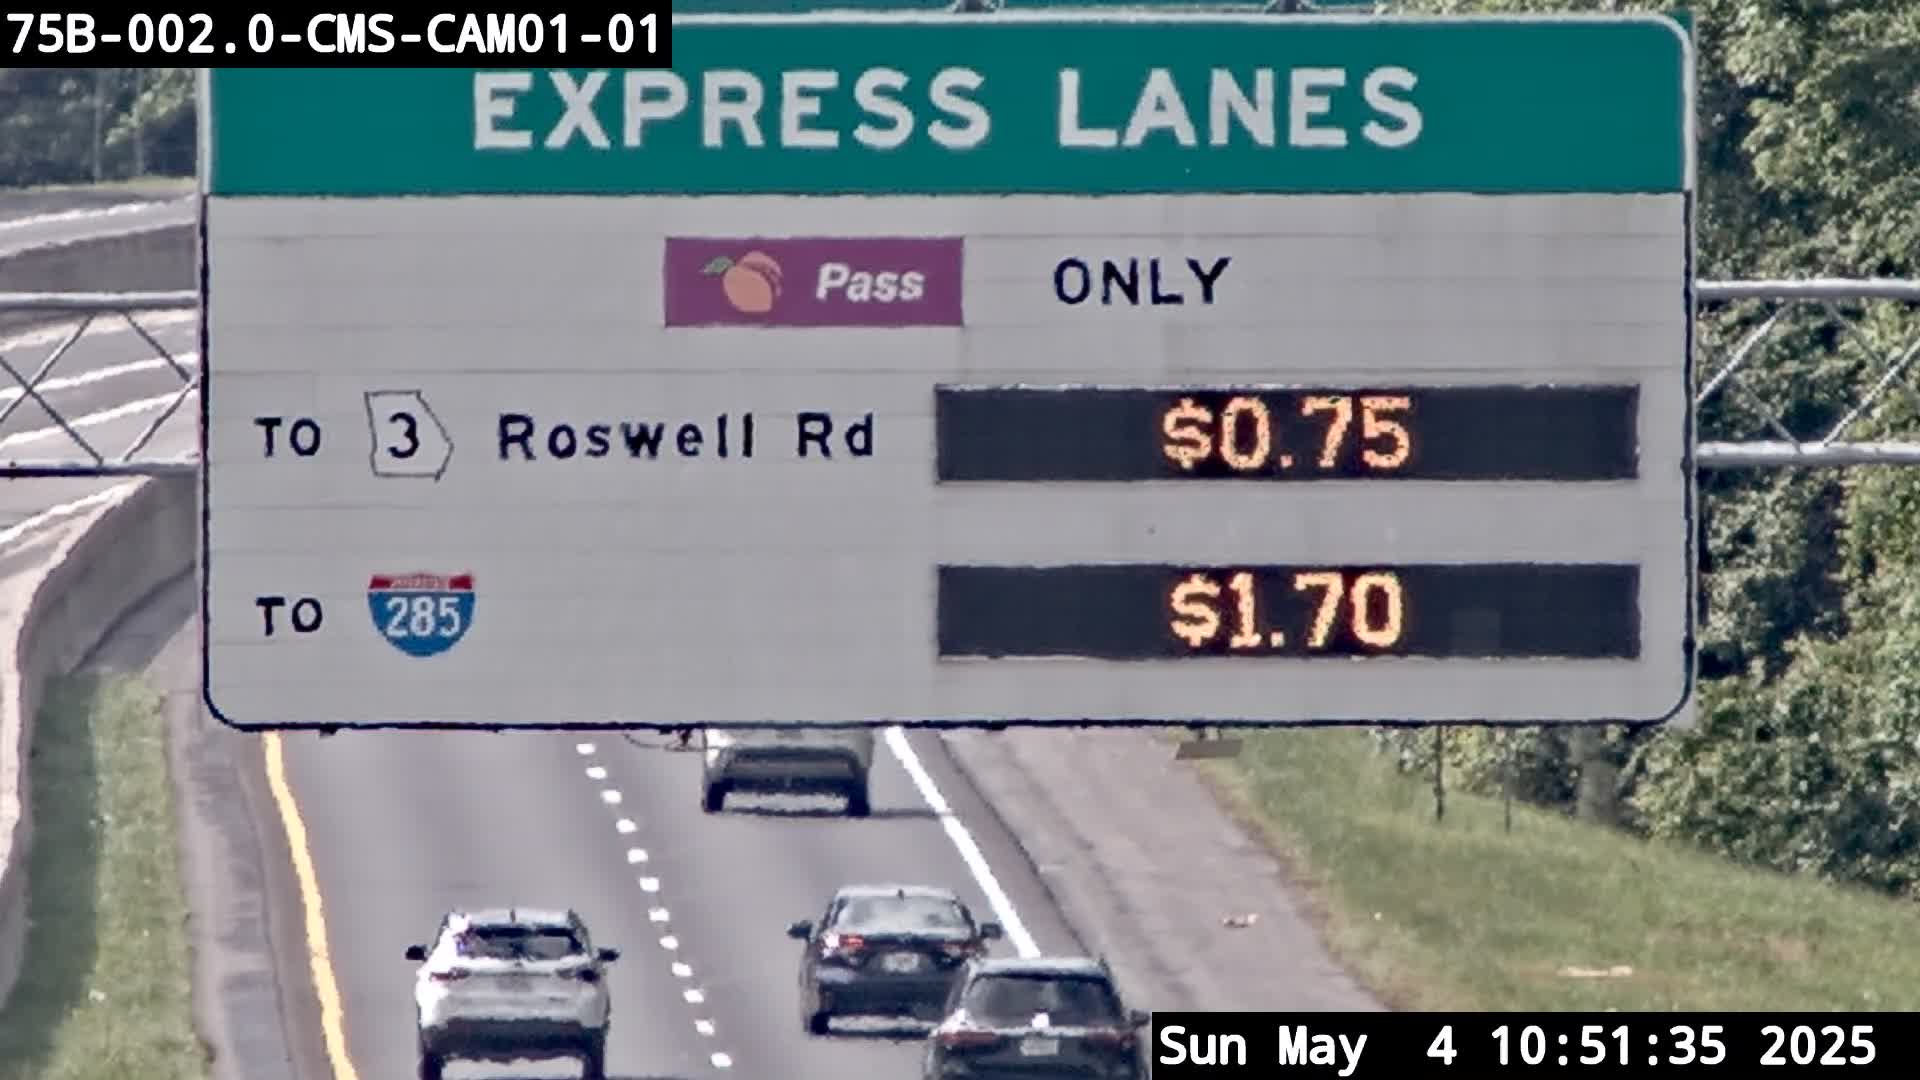 75B-002.0-CMS-CAM01-01
EXPRESS LANES
Pass ONLY
TO 3 Roswell Rd $0.75
TO 285 $1.70
Sun May 4 10:51:35 2025